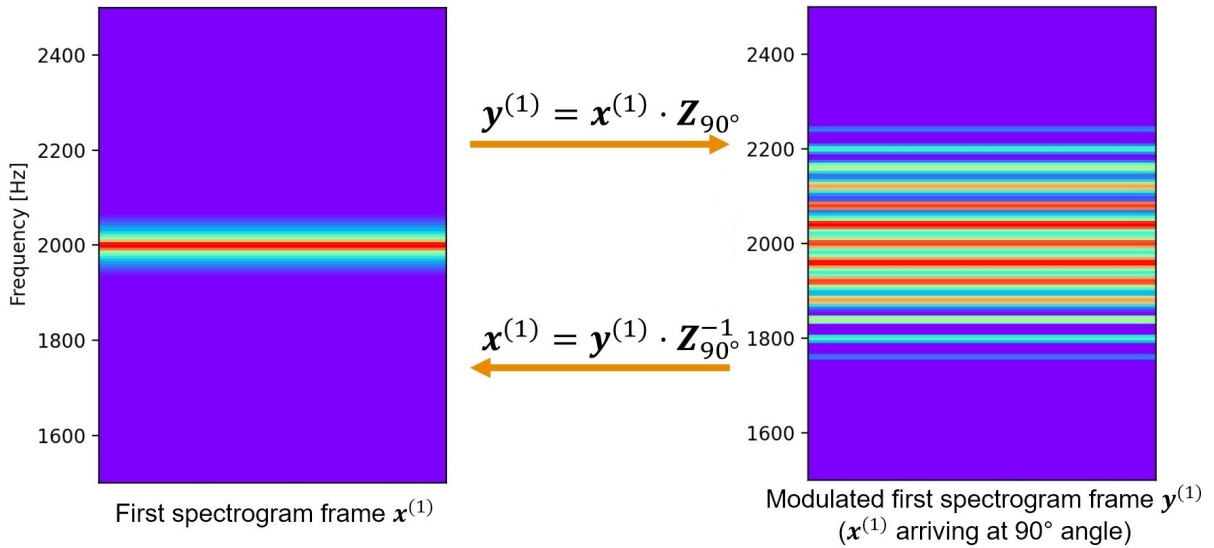 2400
2200
2000
1800
1600
Frequency [Hz]
First spectrogram frame x⁽¹⁾
y⁽¹⁾ = x⁽¹⁾ · Z₉₀°
x⁽¹⁾ = y⁽¹⁾ · Z₉₀°⁻¹
2400
2200
2000
1800
1600
Modulated first spectrogram frame y⁽¹⁾
(x⁽¹⁾ arriving at 90° angle)